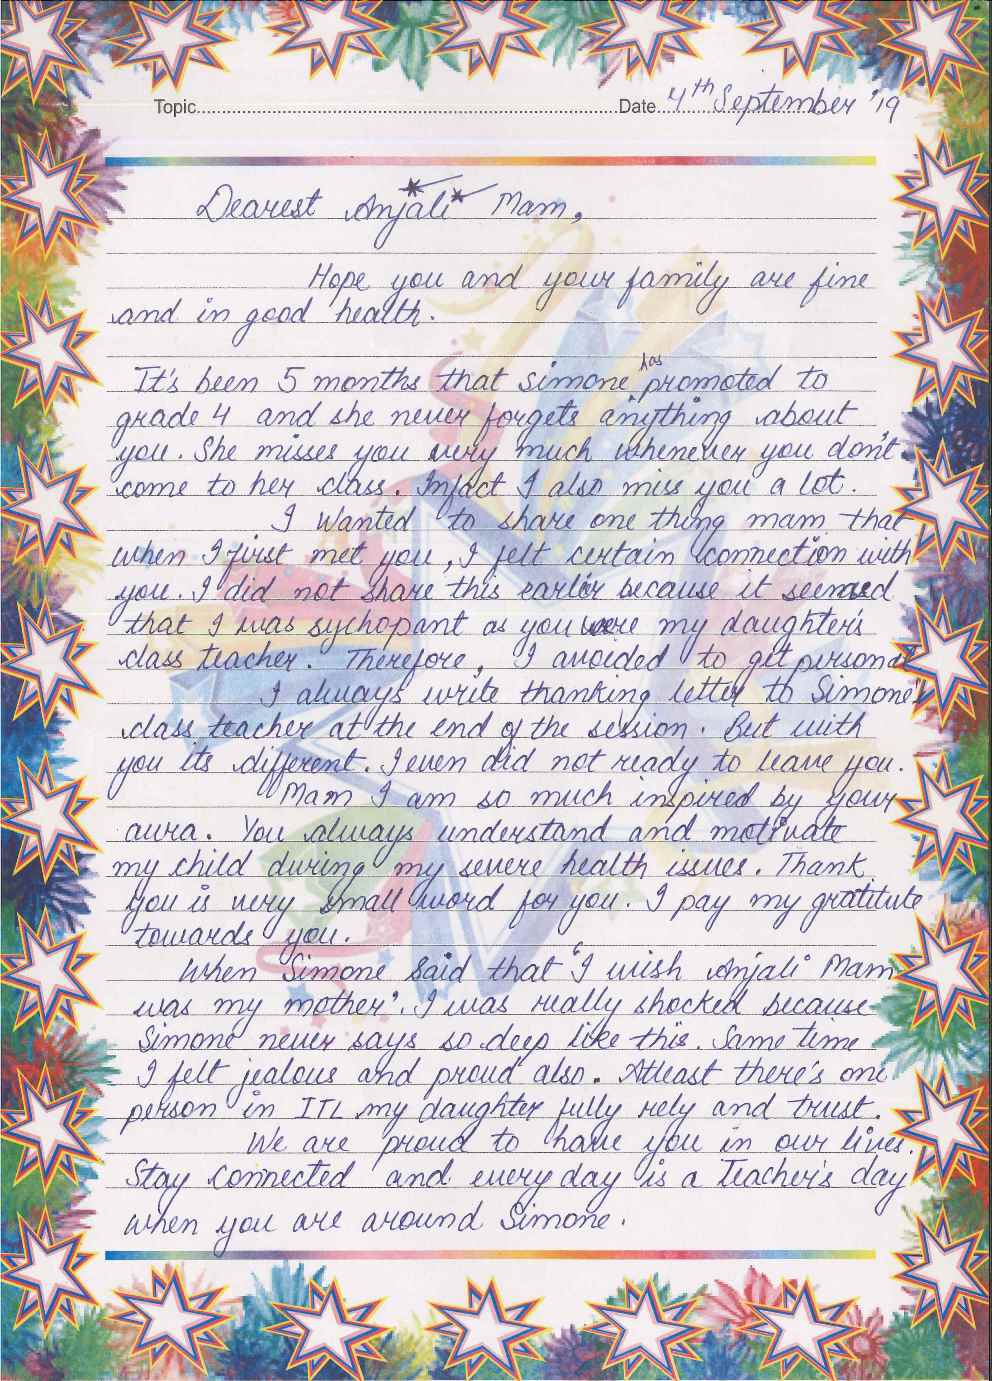 Topic.................................................Date 4th September '19
Dearest Anjali Mam,
Hope you and your family are fine
and in good health.
has
It's been 5 months that Simone promoted to
grade 4 and she never forgets anything about
you. She misses you very much whenever you don't
come to her class. Infact I also miss you a lot.
I wanted to share one thing mam that
when I first met you, I felt certain connection with
you. I did not share this earlier because it seemed
that I was sychopant as you were my daughter's
class teacher. Therefore, I avoided to get personal
I always write thanking letter to Simone's
class teacher at the end of the session. But with
you its different. I even did not ready to leave you.
Mam I am so much inspired by your
aura. You always understand and motivate
my child during my severe health issues. Thank
you is very small word for you. I pay my gratitute
towards you.
When Simone said that 'I wish Anjali Mam
was my mother'. I was really shocked because
Simone never says so deep like this. Same time
I felt jealous and proud also. Atleast there's one
person in ITL my daughter fully rely and trust.
We are proud to have you in our lives.
Stay connected and every day is a Teacher's day
when you are around Simone.